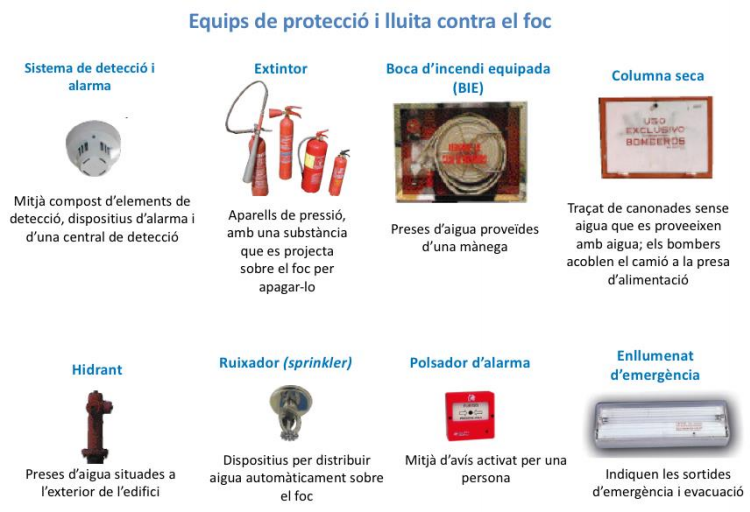 Equips de protecció i lluita contra el foc
Sistema de detecció i
alarma
Mitjà compost d'elements de
detecció, dispositius d'alarma i
d'una central de detecció
Extintor
Aparells de pressió,
amb una substància
que es projecta
sobre el foc per
apagar-lo
Boca d'incendi equipada
(BIE)
Preses d'aigua proveïdes
d'una mànega
Columna seca
USO
EXCLUSIVO
BOMBEROS
Traçat de canonades sense
aigua que es proveeixen
amb aigua; els bombers
acoblen el camió a la presa
d'alimentació
Hidrant
Preses d'aigua situades a
l'exterior de l'edifici
Ruixador (sprinkler)
Dispositius per distribuir
aigua automàticament sobre
el foc
Polsador d'alarma
Mitjà d'avís activat per una
persona
Enllumenat
d'emergència
Indiquen les sortides
d'emergència i evacuació